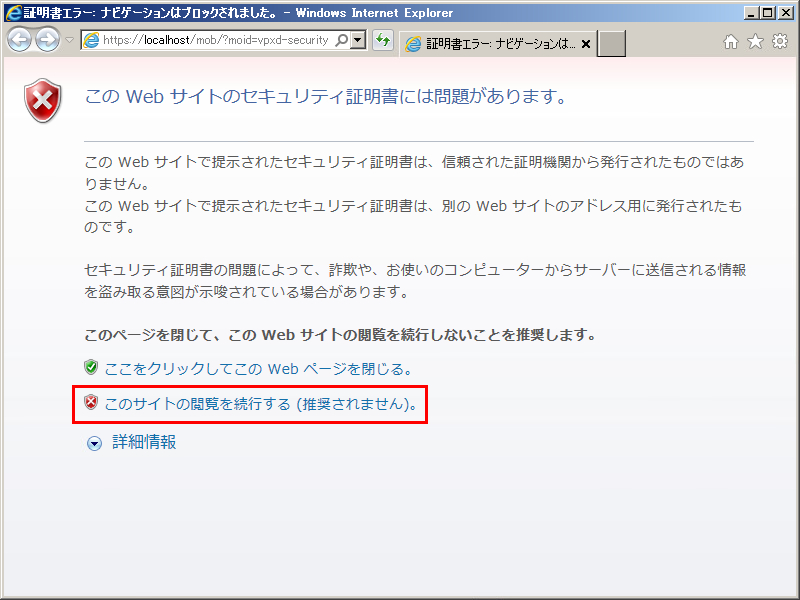 証明書エラー: ナビゲーションはブロックされました。 - Windows Internet Explorer
https://localhost/mob/?moid=vpxd-security
証明書エラー: ナビゲーションは...
この Web サイトのセキュリティ証明書には問題があります。
この Web サイトで提示されたセキュリティ証明書は、信頼された証明機関から発行されたものではあ
りません。
この Web サイトで提示されたセキュリティ証明書は、別の Web サイトのアドレス用に発行されたも
のです。
セキュリティ証明書の問題によって、詐欺や、お使いのコンピューターからサーバーに送信される情報
を盗み取る意図が示唆されている場合があります。
このページを閉じて、この Web サイトの閲覧を続行しないことを推奨します。
ここをクリックしてこの Web ページを閉じる。
このサイトの閲覧を続行する (推奨されません)。
詳細情報